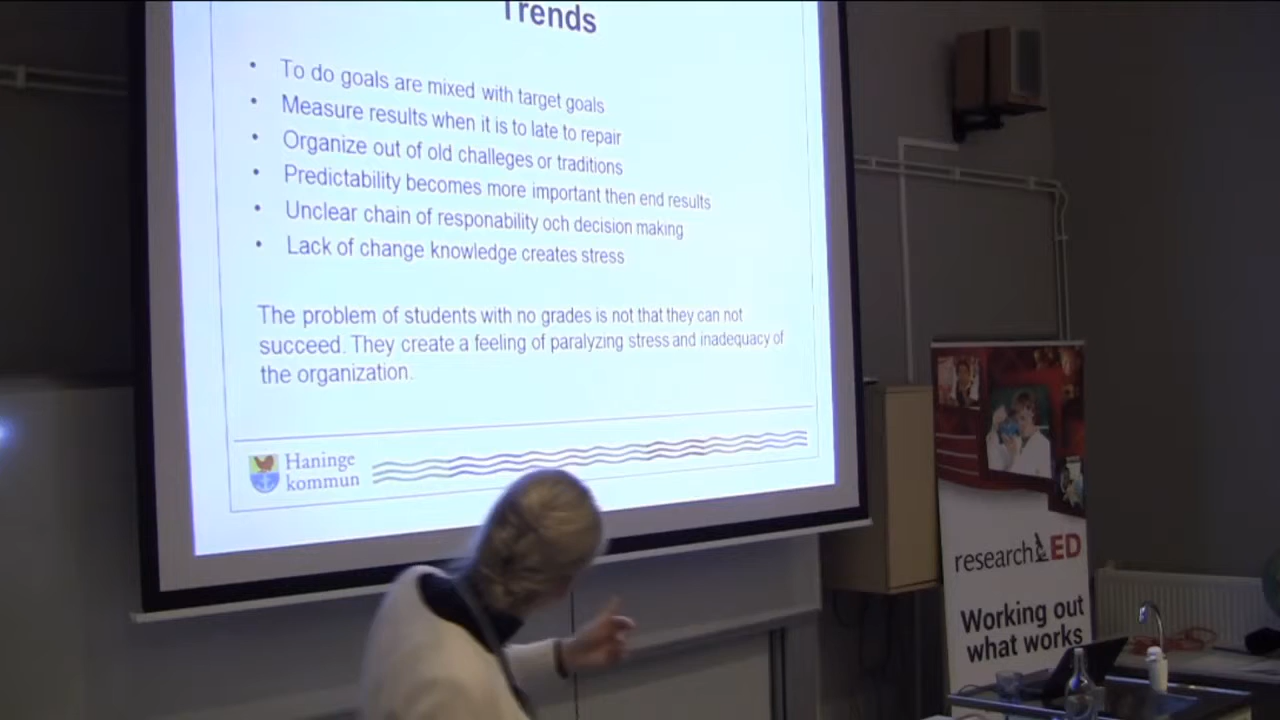 Trends
• To do goals are mixed with target goals
• Measure results when it is to late to repair
• Organize out of old challeges or traditions
• Predictability becomes more important then end results
• Unclear chain of responability och decision making
• Lack of change knowledge creates stress
The problem of students with no grades is not that they can not
succeed. They create a feeling of paralyzing stress and inadequacy of
the organization.
Haninge
kommun
researchED
Working out
what works